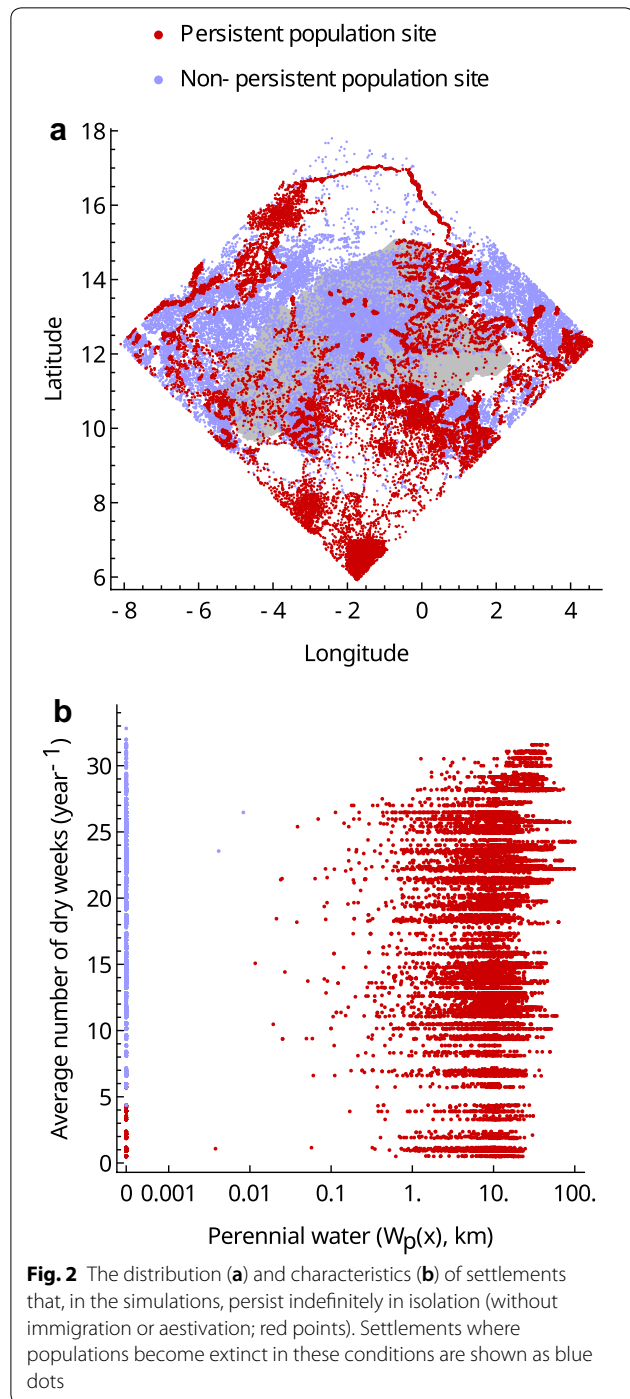 Persistent population site
Non- persistent population site
a
18
16
14
12
10
8
6
Latitude
- 8 - 6 - 4 - 2 0 2 4
Longitude
b
30
25
20
15
10
5
0
Average number of dry weeks (year-1)
0 0.001 0.01 0.1 1. 10. 100.
Perennial water (Wp(x), km)
Fig. 2 The distribution (a) and characteristics (b) of settlements
that, in the simulations, persist indefinitely in isolation (without
immigration or aestivation; red points). Settlements where
populations become extinct in these conditions are shown as blue
dots